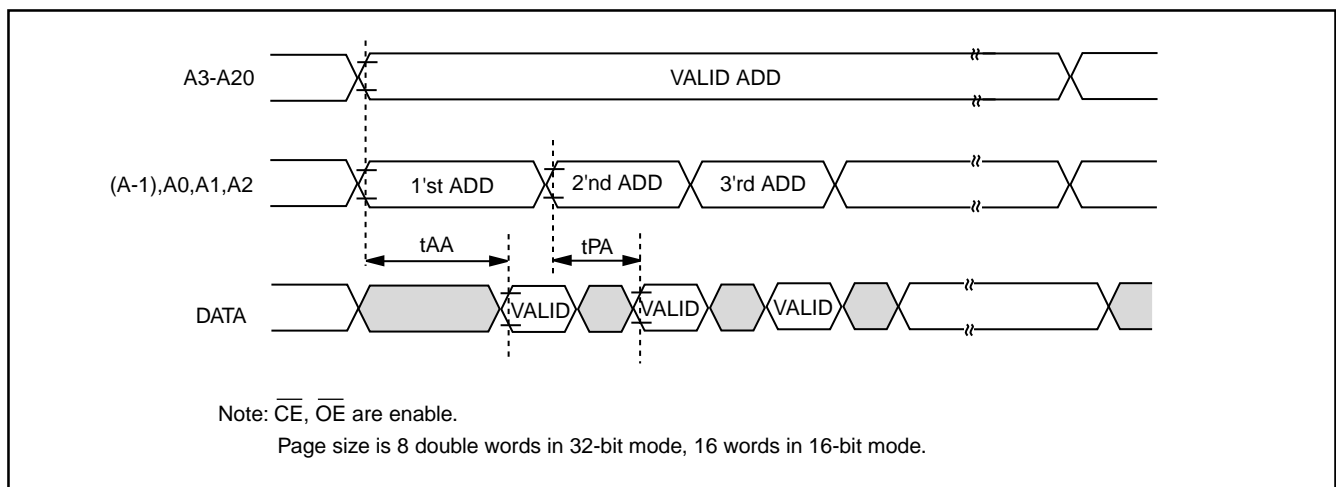 A3-A20
VALID ADD
(A-1),A0,A1,A2
1'st ADD
2'nd ADD
3'rd ADD
tAA
tPA
DATA
VALID
VALID
VALID
Note: C̅E̅, O̅E̅ are enable.
Page size is 8 double words in 32-bit mode, 16 words in 16-bit mode.